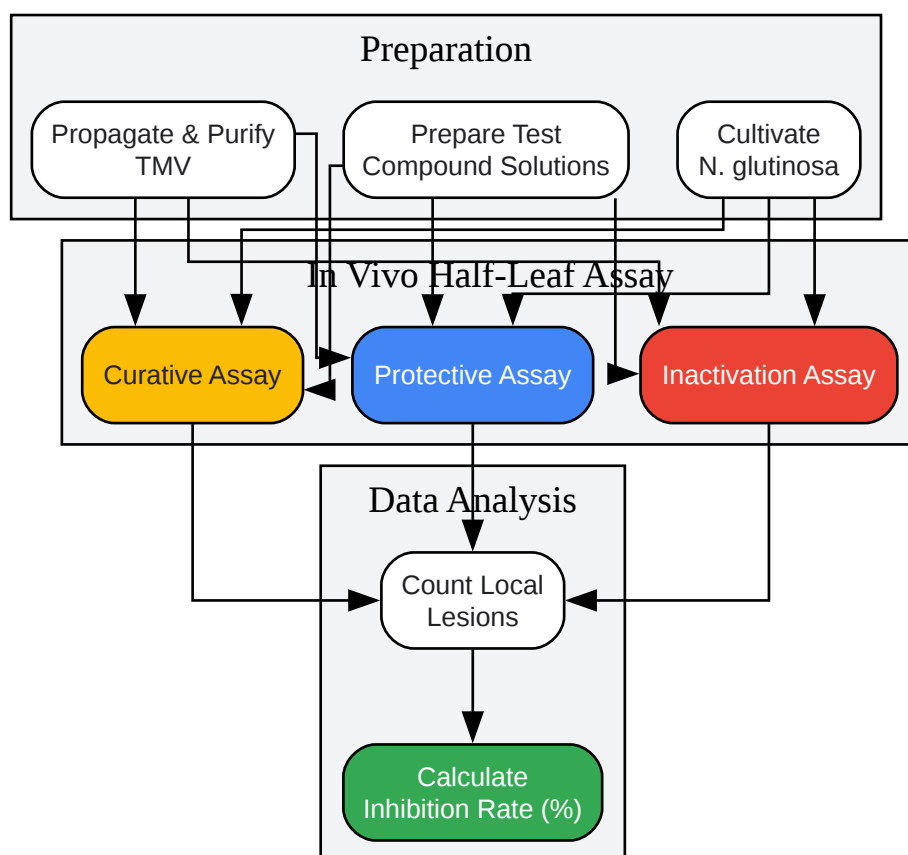 Preparation
Propagate & Purify
TMV
Prepare Test
Compound Solutions
Cultivate
N. glutinosa
In Vivo Half-Leaf Assay
Curative Assay
Protective Assay
Inactivation Assay
Data Analysis
Count Local
Lesions
Calculate
Inhibition Rate (%)